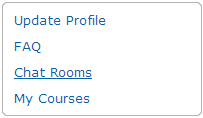 Update Profile
FAQ
Chat Rooms
My Courses